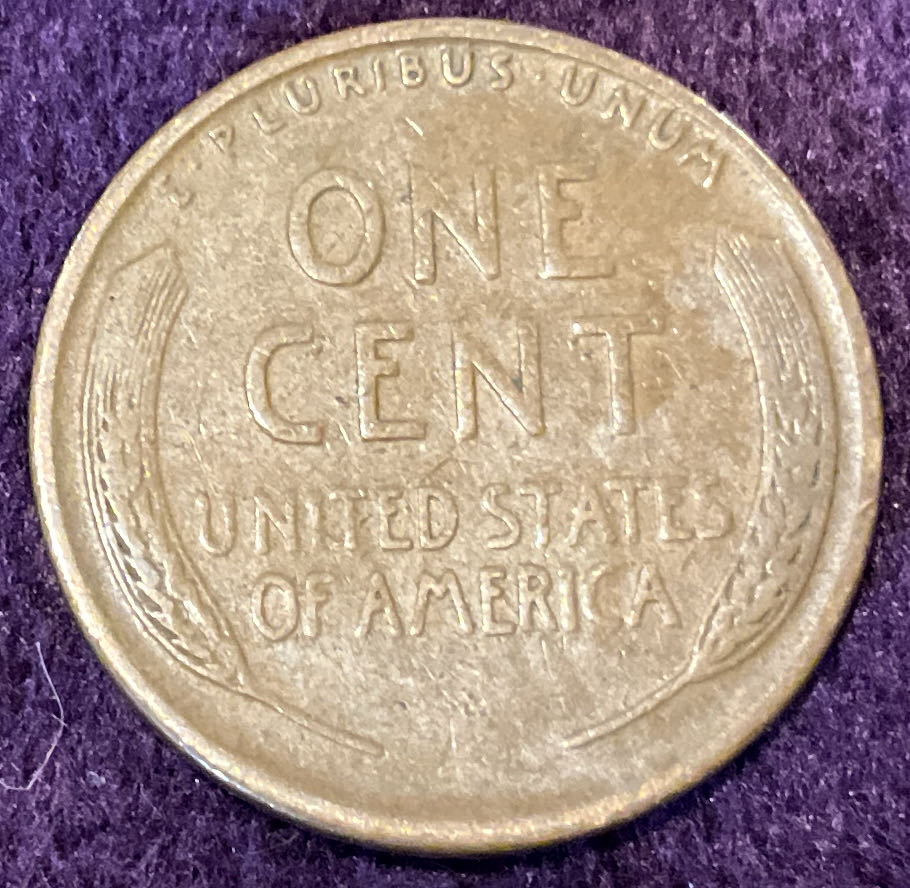 E · PLURIBUS · UNUM
ONE
CENT
UNITED STATES
OF AMERICA